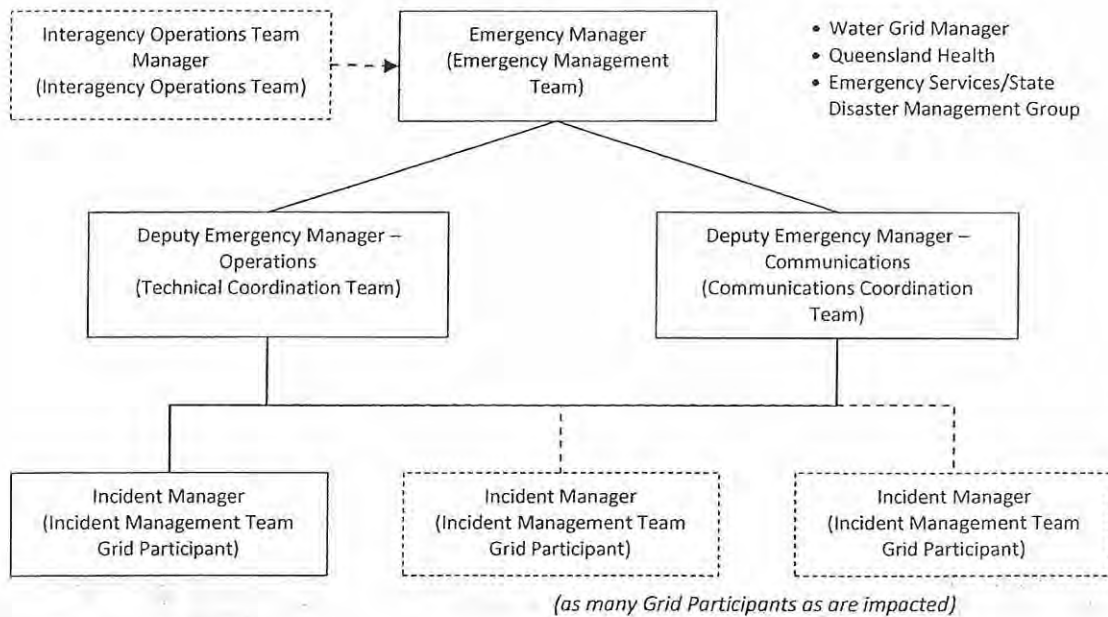 Interagency Operations Team
Manager
(Interagency Operations Team)
Emergency Manager
(Emergency Management
Team)
• Water Grid Manager
• Queensland Health
• Emergency Services/State
Disaster Management Group
Deputy Emergency Manager –
Operations
(Technical Coordination Team)
Deputy Emergency Manager –
Communications
(Communications Coordination
Team)
Incident Manager
(Incident Management Team
Grid Participant)
Incident Manager
(Incident Management Team
Grid Participant)
Incident Manager
(Incident Management Team
Grid Participant)
(as many Grid Participants as are impacted)